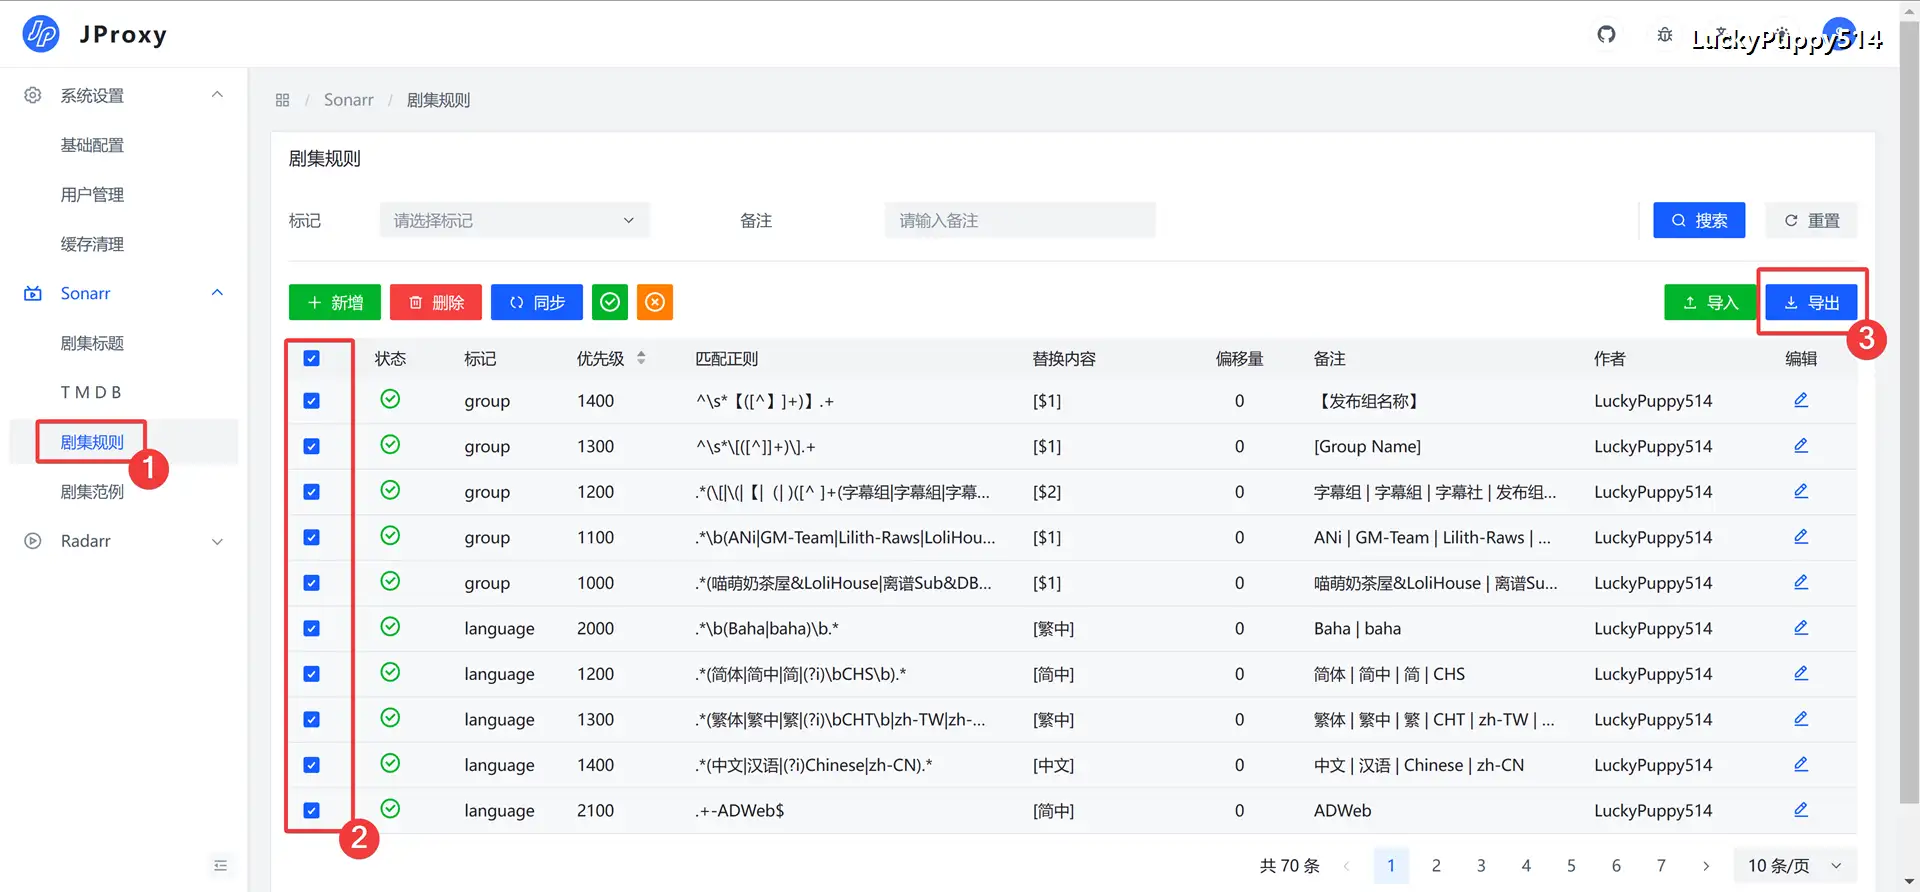 JProxy
LuckyPuppy514
系统设置
基础配置
用户管理
缓存清理
Sonarr
剧集标题
T M D B
剧集规则
1
剧集范例
Radarr
/ Sonarr / 剧集规则
剧集规则
标记 请选择标记 备注 请输入备注 搜索 重置
新增 删除 同步 导入 导出
3
状态 标记 优先级 匹配正则 替换内容 偏移量 备注 作者 编辑
group 1400 ^\s*【([^】]+)】.+ [$1] 0 【发布组名称】 LuckyPuppy514
group 1300 ^\s*\[([^]]+)\].+ [$1] 0 [Group Name] LuckyPuppy514
group 1200 .*(\[|\(|【|（| )([^ ]+(字幕组|字幕組|字幕... [$2] 0 字幕组 | 字幕組 | 字幕社 | 发布组... LuckyPuppy514
group 1100 .*\b(ANi|GM-Team|Lilith-Raws|LoliHou... [$1] 0 ANi | GM-Team | Lilith-Raws | ... LuckyPuppy514
group 1000 .*(喵萌奶茶屋&LoliHouse|离谱Sub&DB... [$1] 0 喵萌奶茶屋&LoliHouse | 离谱Su... LuckyPuppy514
language 2000 .*\b(Baha|baha)\b.* [繁中] 0 Baha | baha LuckyPuppy514
language 1200 .*(简体|简中|简|(?i)\bCHS\b).* [简中] 0 简体 | 简中 | 简 | CHS LuckyPuppy514
language 1300 .*(繁体|繁中|繁|(?i)\bCHT\b|zh-TW|zh-... [繁中] 0 繁体 | 繁中 | 繁 | CHT | zh-TW | ... LuckyPuppy514
language 1400 .*(中文|汉语|(?i)Chinese|zh-CN).* [中文] 0 中文 | 汉语 | Chinese | zh-CN LuckyPuppy514
language 2100 .+-ADWeb$ [简中] 0 ADWeb LuckyPuppy514
2
共 70 条 1 2 3 4 5 6 7 10 条/页